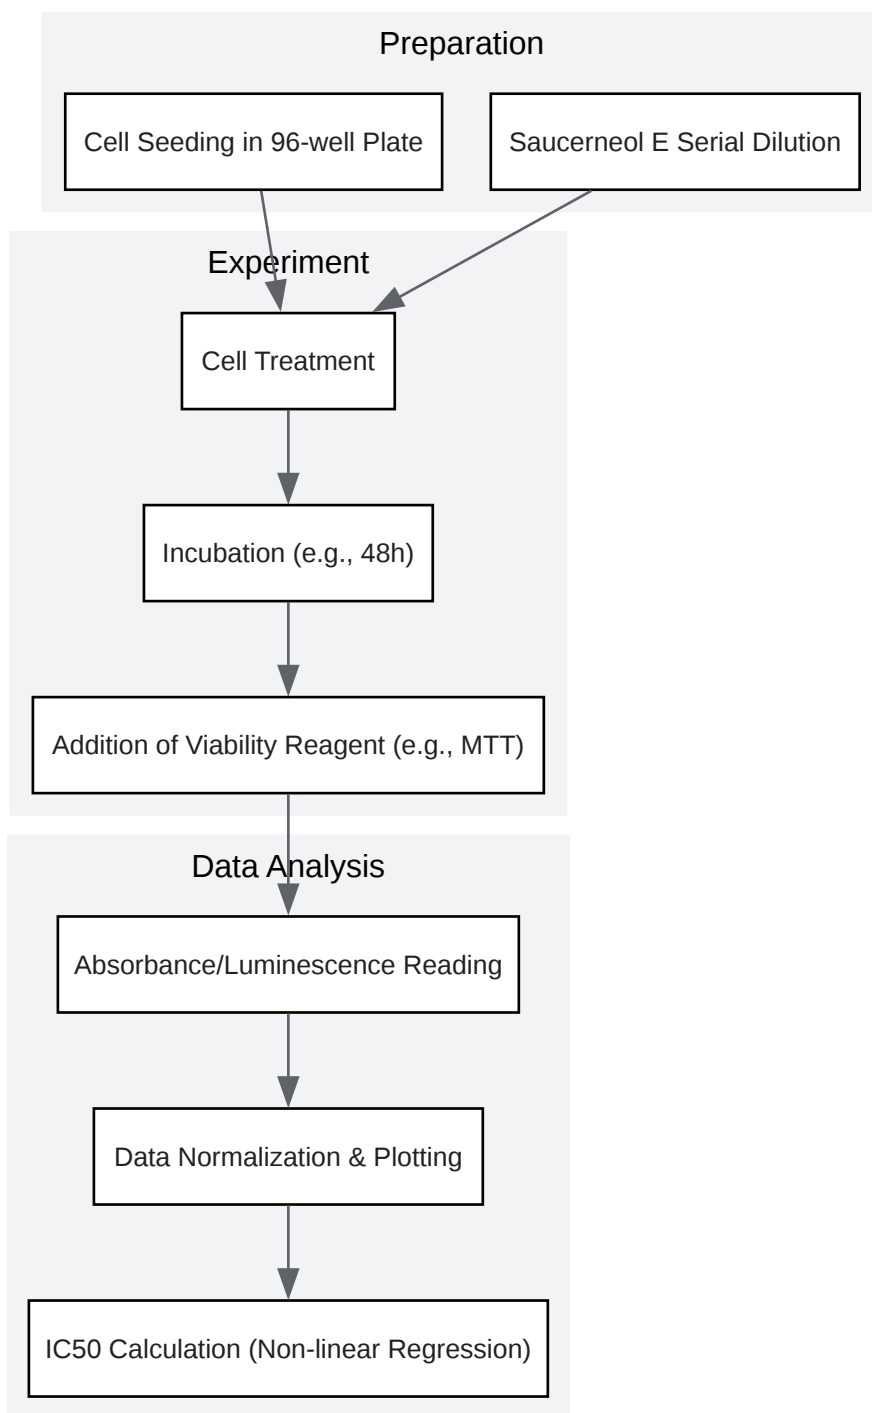 Preparation
Cell Seeding in 96-well Plate
Saucerneol E Serial Dilution
Experiment
Cell Treatment
Incubation (e.g., 48h)
Addition of Viability Reagent (e.g., MTT)
Data Analysis
Absorbance/Luminescence Reading
Data Normalization & Plotting
IC50 Calculation (Non-linear Regression)